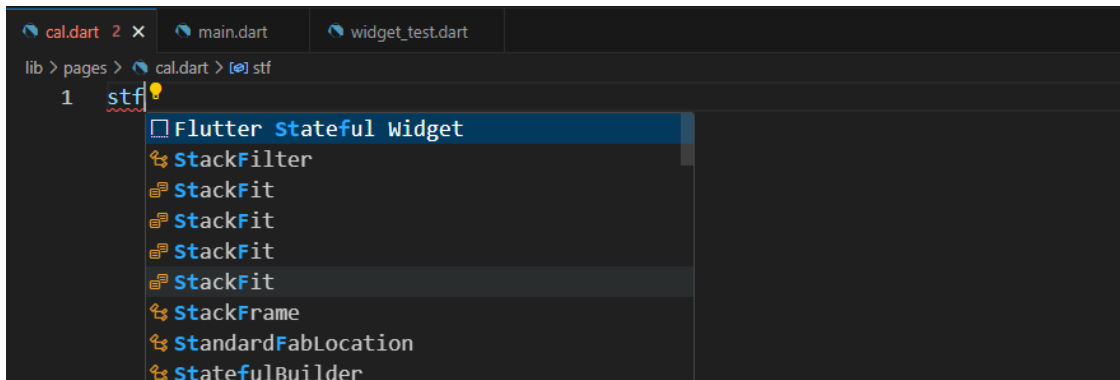 cal.dart 2 × main.dart widget_test.dart
lib > pages > cal.dart > stf
1 stf
Flutter Stateful Widget
StackFilter
StackFit
StackFit
StackFit
StackFit
StackFrame
StandardFabLocation
StatefulBuilder